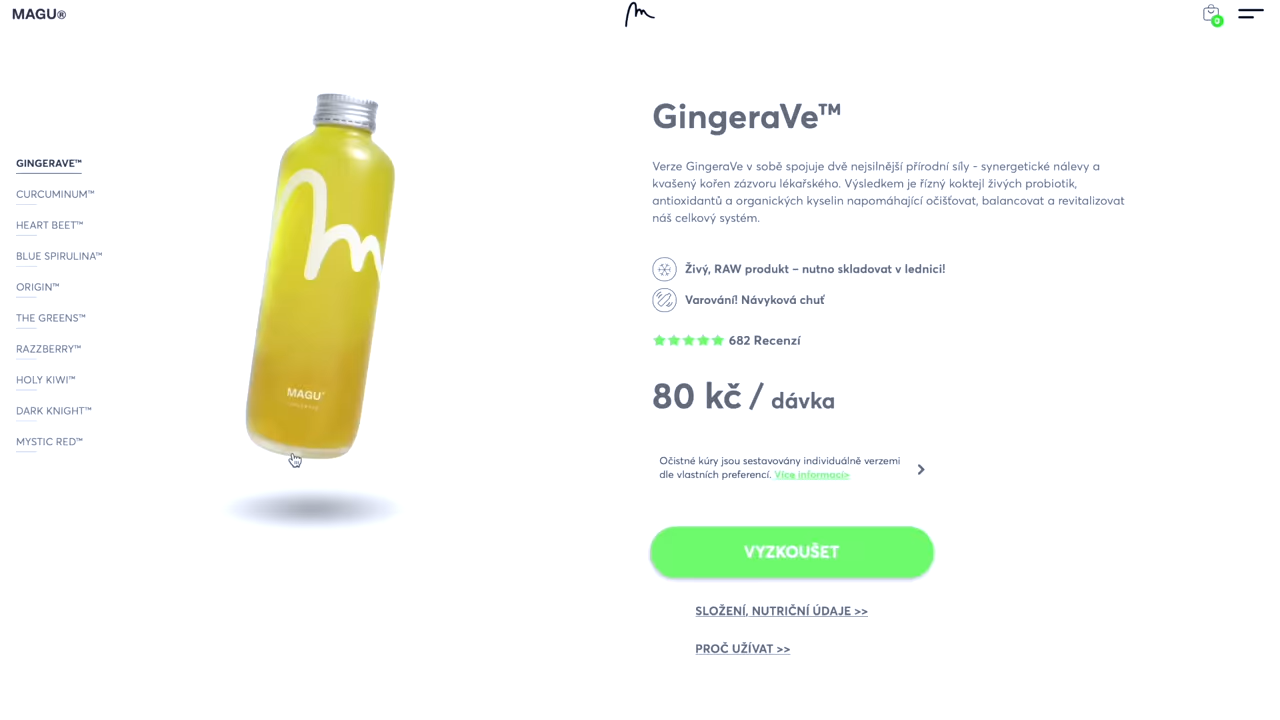 MAGU®
GINGERAVE™
CURCUMINUM™
HEART BEET™
BLUE SPIRULINA™
ORIGIN™
THE GREENS™
RAZZBERRY™
HOLY KIWI™
DARK KNIGHT™
MYSTIC RED™
MAGU®
GingeraVe™
Verze GingeraVe v sobě spojuje dvě nejsilnější přírodní síly - synergetické nálevy a
kvašený kořen zázvoru lékařského. Výsledkem je řízný koktejl živých probiotik,
antioxidantů a organických kyselin napomáhající očišťovat, balancovat a revitalizovat
náš celkový systém.
Živý, RAW produkt – nutno skladovat v lednici!
Varování! Návyková chuť
682 Recenzí
80 kč / dávka
Očistné kúry jsou sestavovány individuálně verzemi
dle vlastních preferencí. Více informací>
VYZKOUŠET
SLOŽENÍ, NUTRIČNÍ ÚDAJE >>
PROČ UŽÍVAT >>